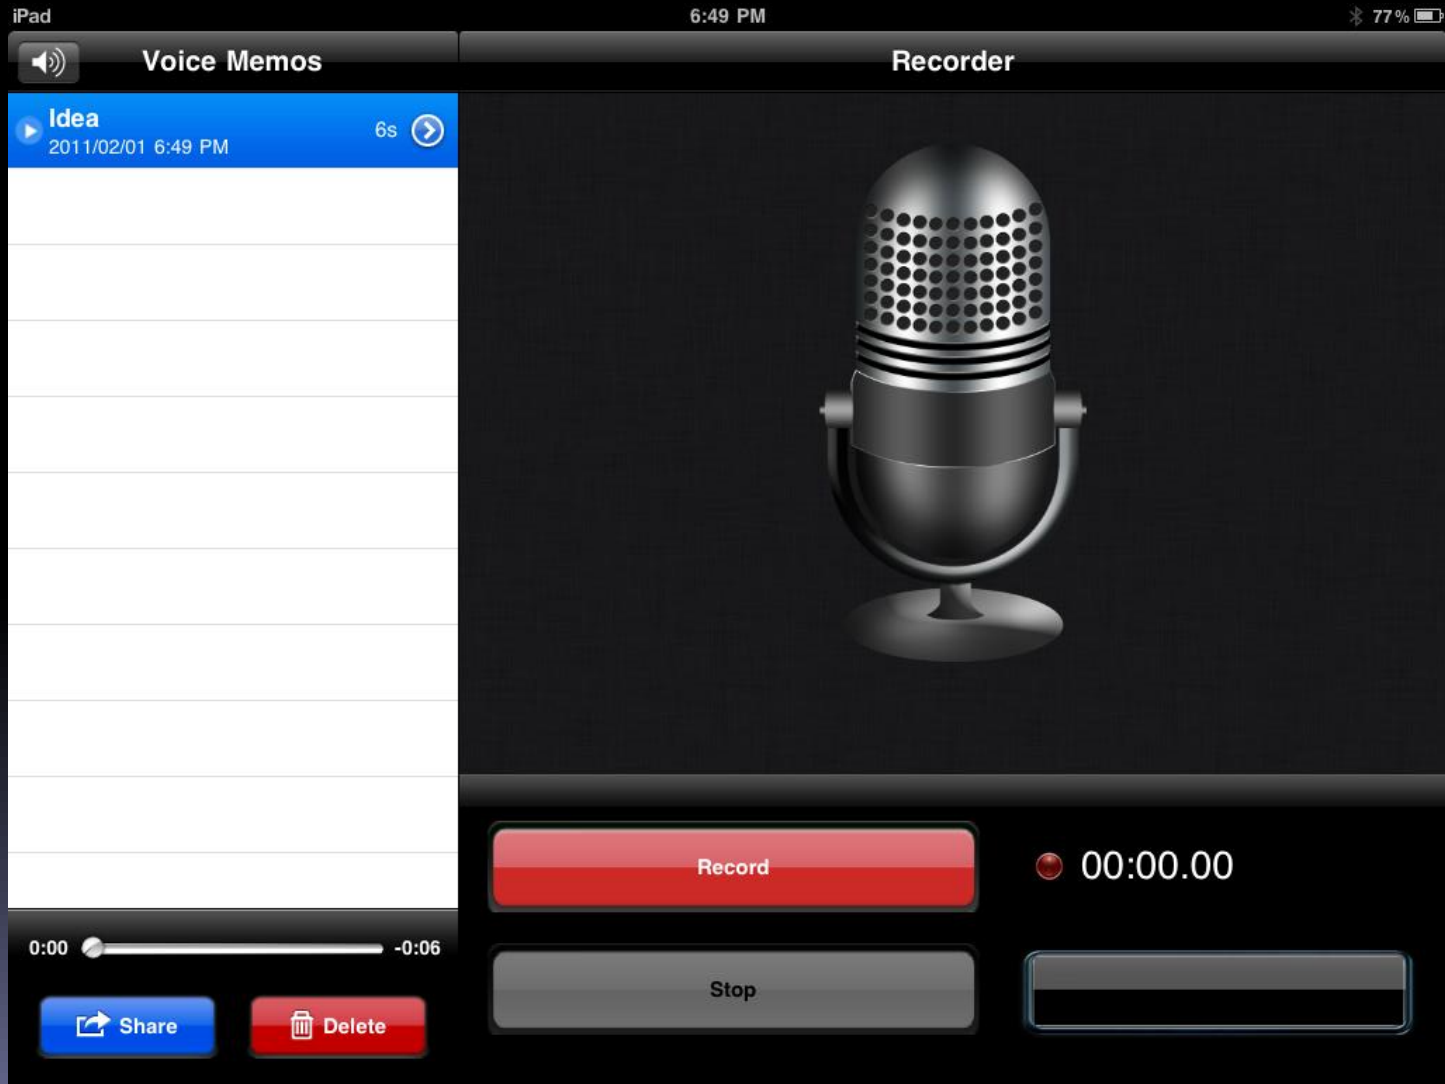 iPad 6:49 PM 77%
Voice Memos
Recorder
Idea
2011/02/01 6:49 PM
6s
0:00 -0:06
Share Delete
Record
00:00.00
Stop